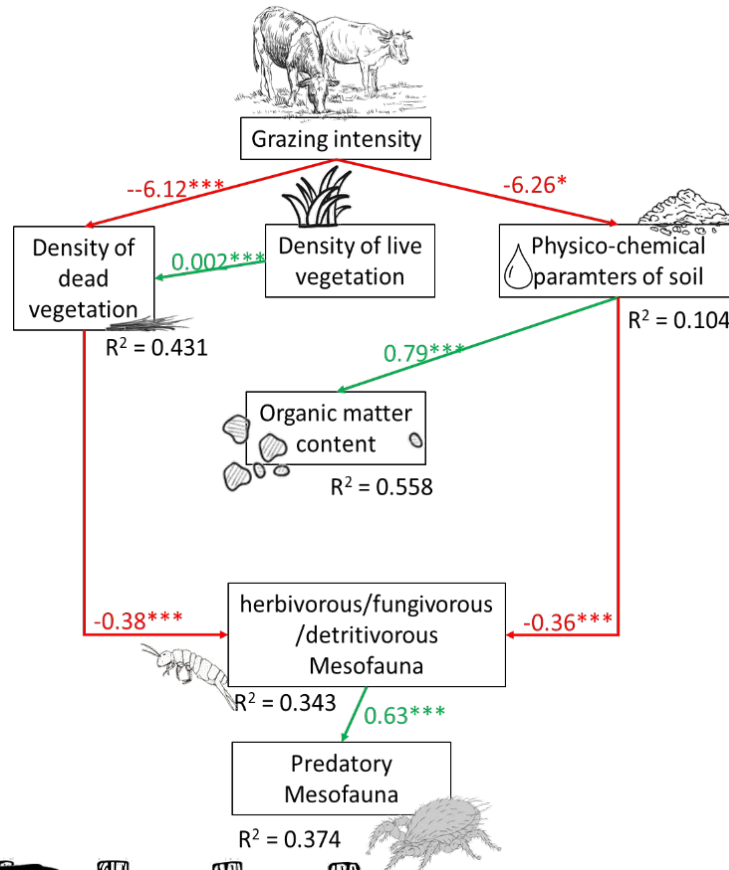 Grazing intensity
--6.12***
-6.26*
Density of
dead
vegetation
0.002***
Density of live
vegetation
Physico-chemical
paramters of soil
R² = 0.104
R² = 0.431
0.79***
Organic matter
content
R² = 0.558
herbivorous/fungivorous
/detritivorous
Mesofauna
-0.38***
-0.36***
R² = 0.343
0.63***
Predatory
Mesofauna
R² = 0.374